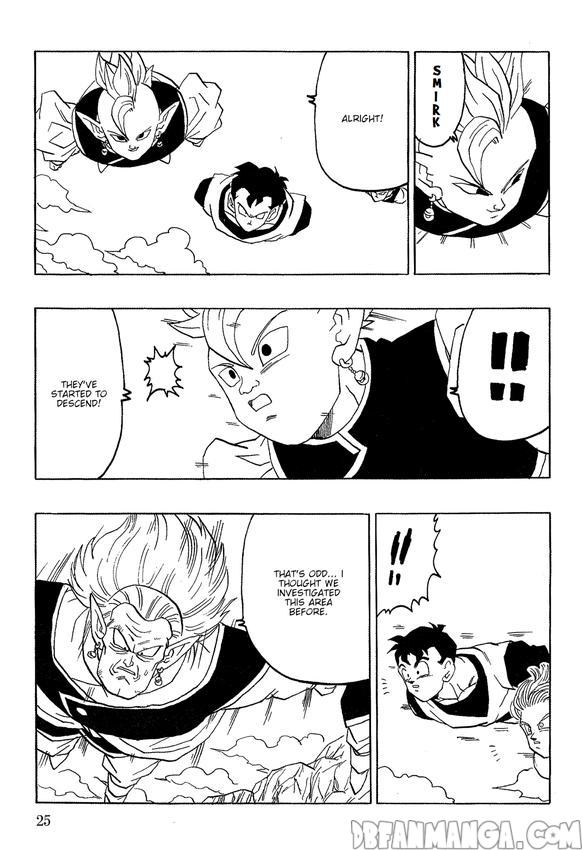 SMIRK
ALRIGHT!
!!
THEY'VE
STARTED TO
DESCEND!
!!
THAT'S ODD... I
THOUGHT WE
INVESTIGATED
THIS AREA
BEFORE.
25
DBFANMANGA.COM